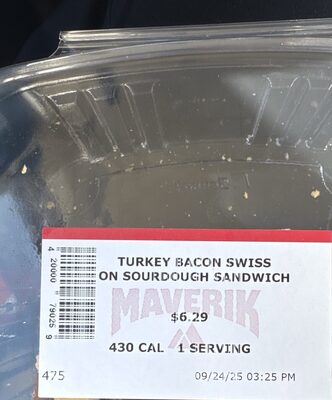 TURKEY BACON SWISS
ON SOURDOUGH SANDWICH
MAVERIK
$6.29
430 CAL 1 SERVING
475
09/24/25 03:25 PM
4 20000 79025 9